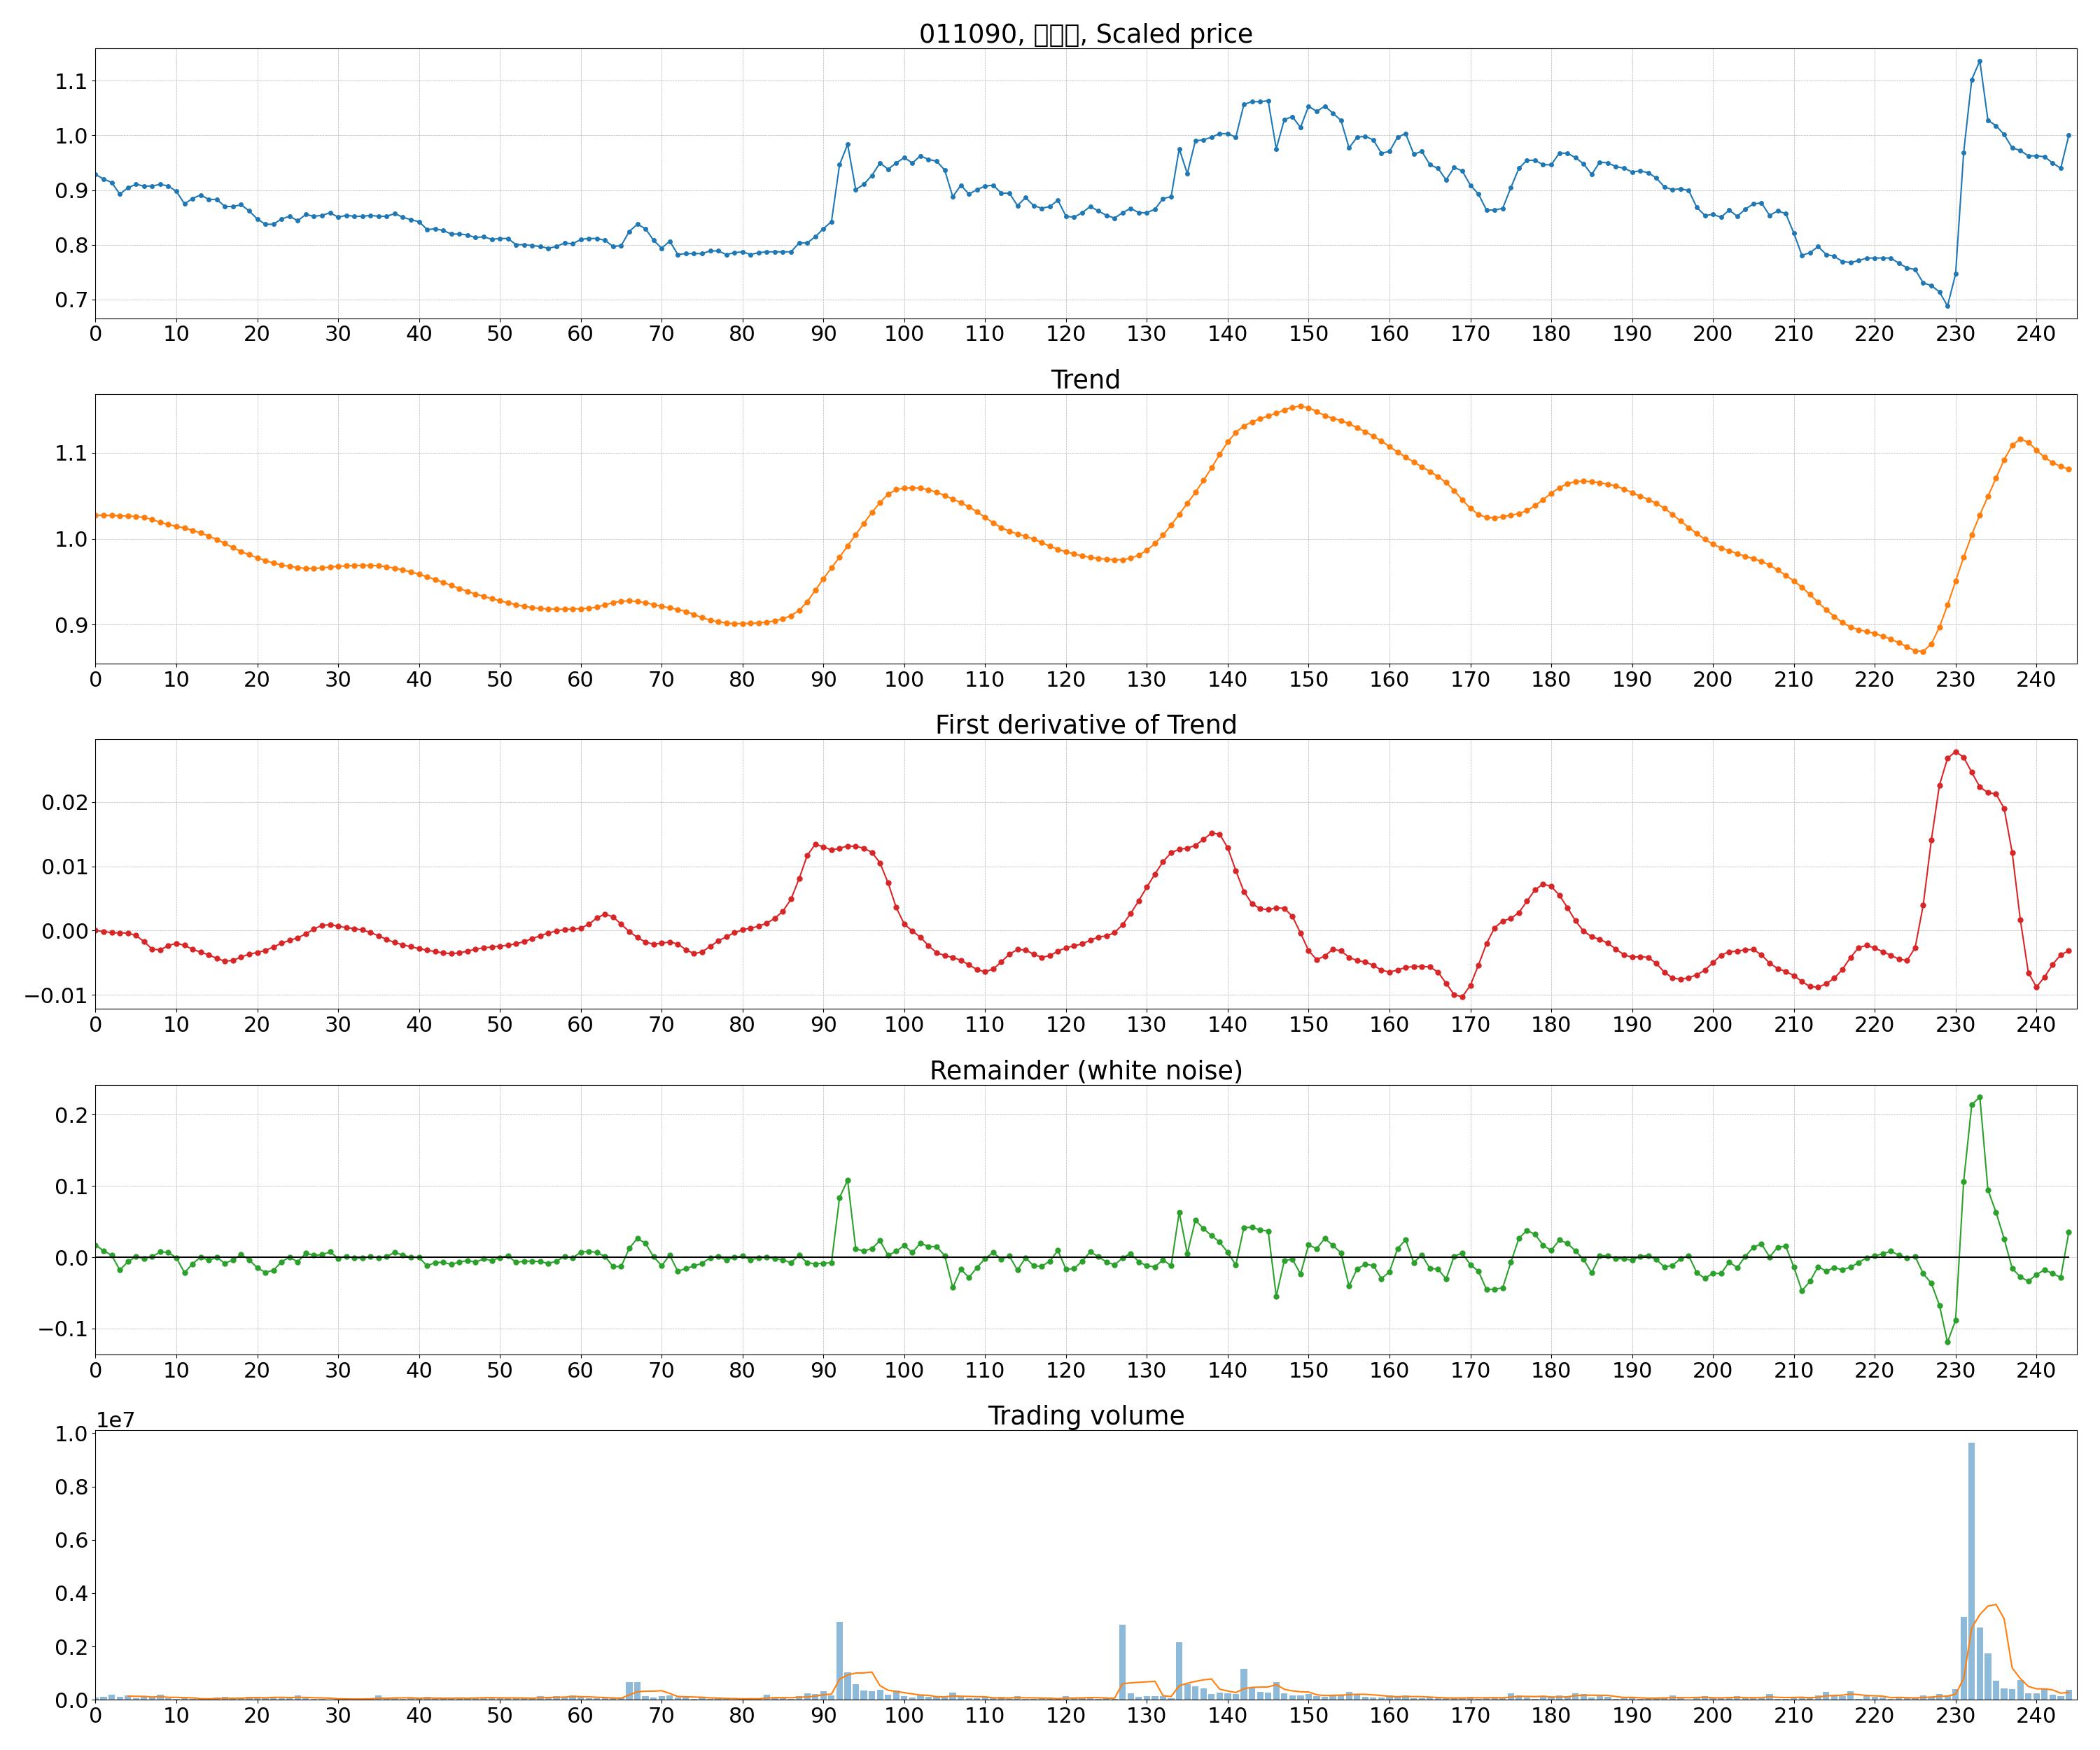 011090, □□□, Scaled price
1.1
1.0
0.9
0.8
0.7
0 10 20 30 40 50 60 70 80 90 100 110 120 130 140 150 160 170 180 190 200 210 220 230 240
Trend
1.1
1.0
0.9
0 10 20 30 40 50 60 70 80 90 100 110 120 130 140 150 160 170 180 190 200 210 220 230 240
First derivative of Trend
0.02
0.01
0.00
−0.01
0 10 20 30 40 50 60 70 80 90 100 110 120 130 140 150 160 170 180 190 200 210 220 230 240
Remainder (white noise)
0.2
0.1
0.0
−0.1
0 10 20 30 40 50 60 70 80 90 100 110 120 130 140 150 160 170 180 190 200 210 220 230 240
Trading volume
1e7
1.0
0.8
0.6
0.4
0.2
0.0
0 10 20 30 40 50 60 70 80 90 100 110 120 130 140 150 160 170 180 190 200 210 220 230 240